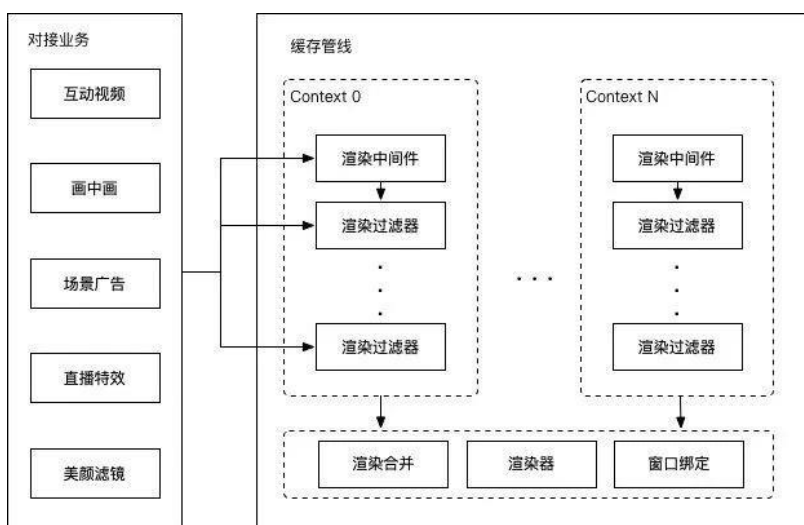 对接业务
互动视频
画中画
场景广告
直播特效
美颜滤镜
缓存管线
Context 0
渲染中间件
渲染过滤器
渲染过滤器
Context N
渲染中间件
渲染过滤器
渲染过滤器
渲染合并
渲染器
窗口绑定